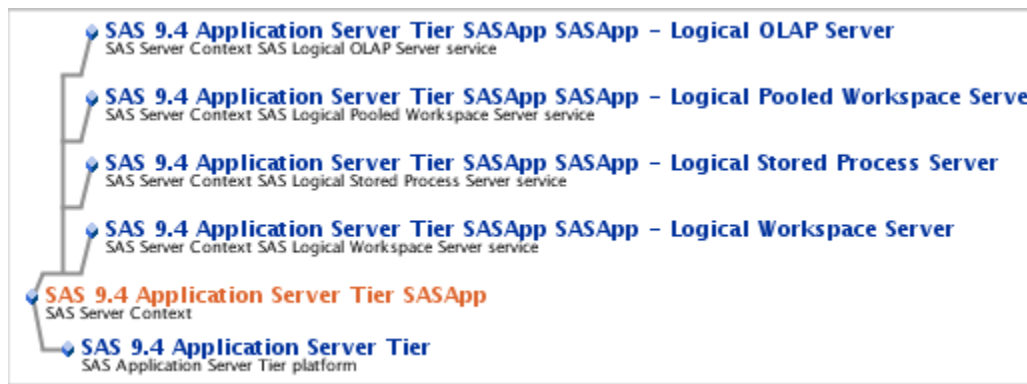 SAS 9.4 Application Server Tier SASApp SASApp – Logical OLAP Server
SAS Server Context SAS Logical OLAP Server service
SAS 9.4 Application Server Tier SASApp SASApp – Logical Pooled Workspace Serve
SAS Server Context SAS Logical Pooled Workspace Server service
SAS 9.4 Application Server Tier SASApp SASApp – Logical Stored Process Server
SAS Server Context SAS Logical Stored Process Server service
SAS 9.4 Application Server Tier SASApp SASApp – Logical Workspace Server
SAS Server Context SAS Logical Workspace Server service
SAS 9.4 Application Server Tier SASApp
SAS Server Context
SAS 9.4 Application Server Tier
SAS Application Server Tier platform